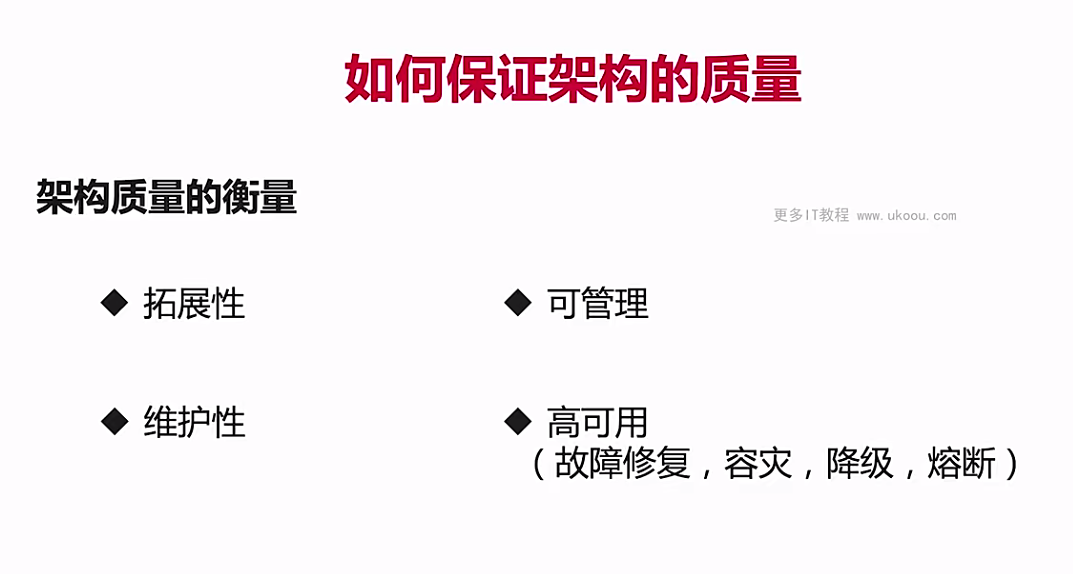 如何保证架构的质量
架构质量的衡量
更多IT教程 www.ukoou.com
◆ 拓展性
◆ 可管理
◆ 维护性
◆ 高可用
（故障修复，容灾，降级，熔断）